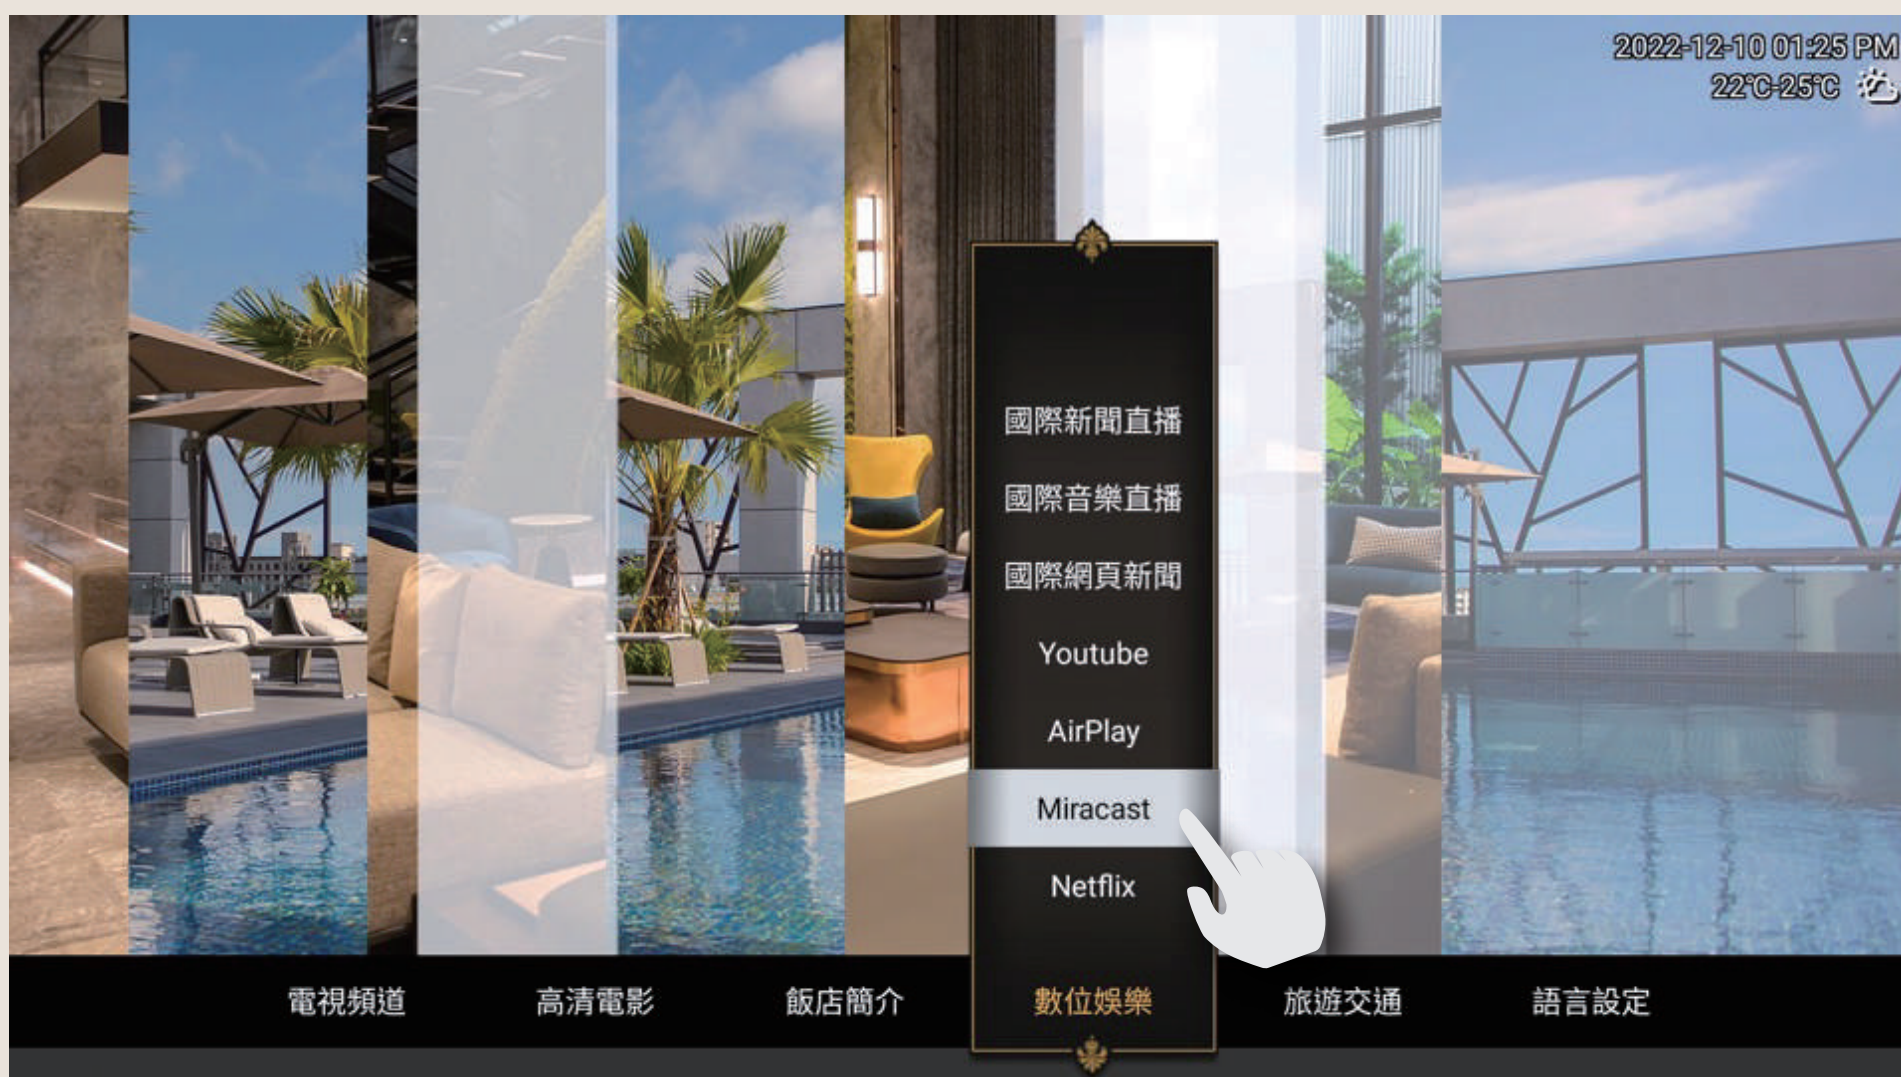 2022-12-10 01:25 PM
22°C-25°C
國際新聞直播
國際音樂直播
國際網頁新聞
Youtube
AirPlay
Miracast
Netflix
電視頻道 高清電影 飯店簡介 數位娛樂 旅遊交通 語言設定